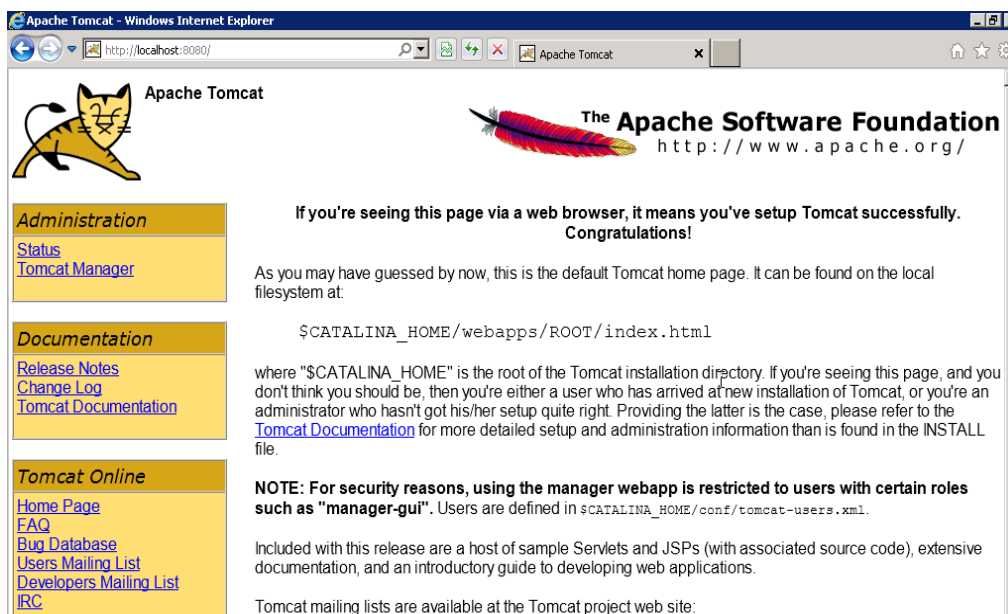 Apache Tomcat - Windows Internet Explorer
http://localhost:8080/
Apache Tomcat
Apache Tomcat
The Apache Software Foundation
http://www.apache.org/
Administration
Status
Tomcat Manager
Documentation
Release Notes
Change Log
Tomcat Documentation
Tomcat Online
Home Page
FAQ
Bug Database
Users Mailing List
Developers Mailing List
IRC
If you're seeing this page via a web browser, it means you've setup Tomcat successfully.
Congratulations!
As you may have guessed by now, this is the default Tomcat home page. It can be found on the local
filesystem at:
$CATALINA_HOME/webapps/ROOT/index.html
where "$CATALINA_HOME" is the root of the Tomcat installation directory. If you're seeing this page, and you
don't think you should be, then you're either a user who has arrived at new installation of Tomcat, or you're an
administrator who hasn't got his/her setup quite right. Providing the latter is the case, please refer to the
Tomcat Documentation for more detailed setup and administration information than is found in the INSTALL
file.
NOTE: For security reasons, using the manager webapp is restricted to users with certain roles
such as "manager-gui". Users are defined in $CATALINA_HOME/conf/tomcat-users.xml.
Included with this release are a host of sample Servlets and JSPs (with associated source code), extensive
documentation, and an introductory guide to developing web applications.
Tomcat mailing lists are available at the Tomcat project web site: